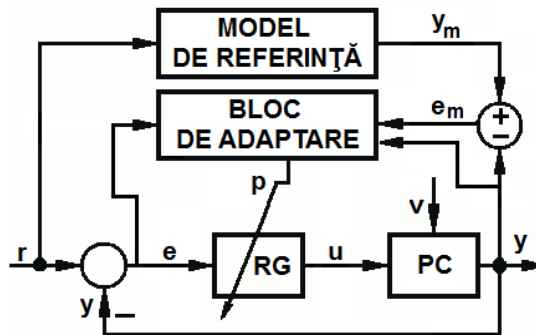 MODEL
DE REFERINŢĂ
ym
BLOC
DE ADAPTARE
em
+
−
p
v
r
e
RG
u
PC
y
y
−